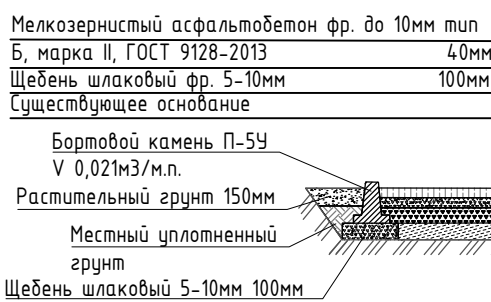 Мелкозернистый асфальтобетон фр. до 10мм тип
Б, марка II, ГОСТ 9128-2013 40мм
Щебень шлаковый фр. 5-10мм 100мм
Существующее основание
Бортовой камень П-5У
V 0,021м3/м.п.
Растительный грунт 150мм
Местный уплотненный
грунт
Щебень шлаковый 5-10мм 100мм